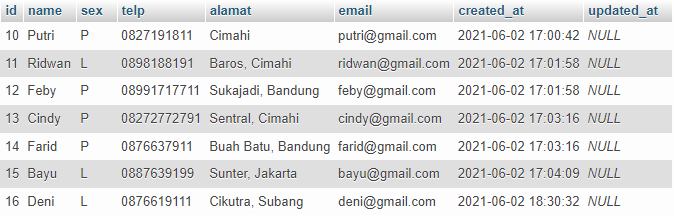 id name sex telp alamat email created_at updated_at
10 Putri P 0827191811 Cimahi putri@gmail.com 2021-06-02 17:00:42 NULL
11 Ridwan L 0898188191 Baros, Cimahi ridwan@gmail.com 2021-06-02 17:01:58 NULL
12 Feby P 08991717711 Sukajadi, Bandung feby@gmail.com 2021-06-02 17:01:58 NULL
13 Cindy P 08272772791 Sentral, Cimahi cindy@gmail.com 2021-06-02 17:03:16 NULL
14 Farid P 0876637911 Buah Batu, Bandung farid@gmail.com 2021-06-02 17:03:16 NULL
15 Bayu L 0887639199 Sunter, Jakarta bayu@gmail.com 2021-06-02 17:04:09 NULL
16 Deni L 0876619111 Cikutra, Subang deni@gmail.com 2021-06-02 18:30:32 NULL